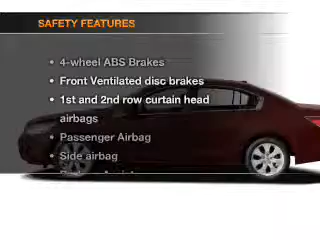 SAFETY FEATURES
• 4-wheel ABS Brakes
• Front Ventilated disc brakes
• 1st and 2nd row curtain head
airbags
• Passenger Airbag
• Side airbag